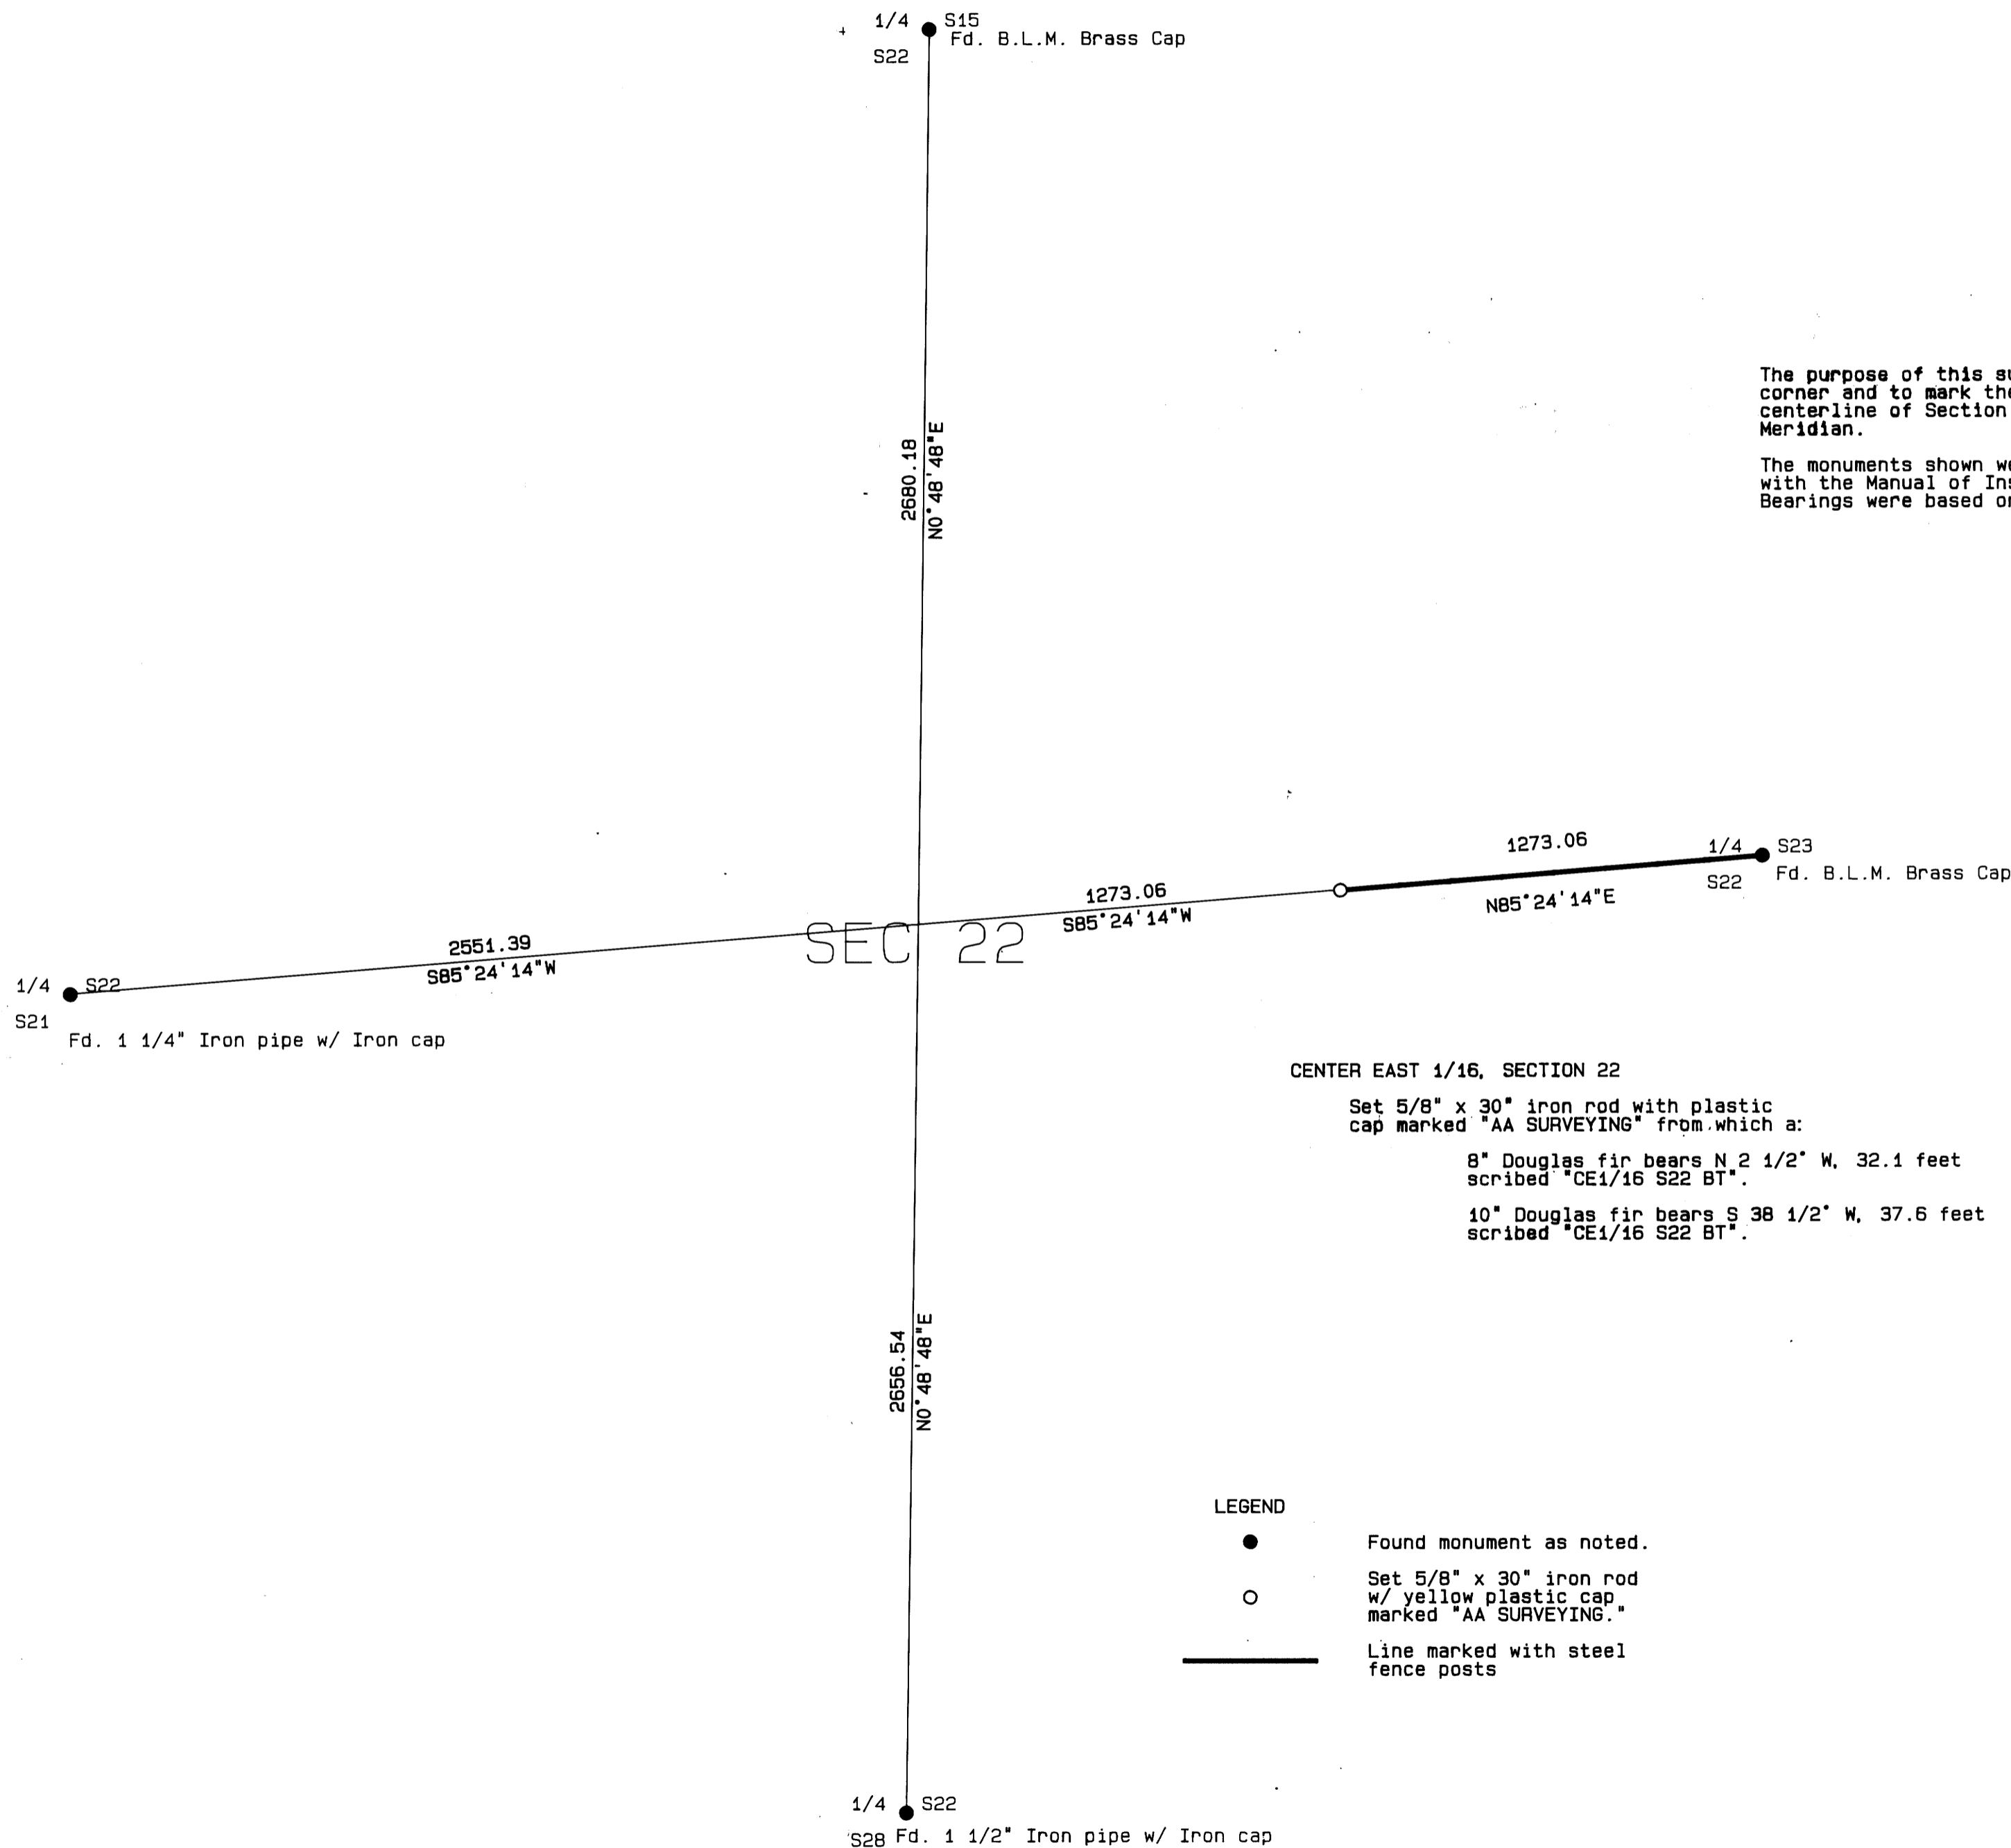 1/4 S15
Fd. B.L.M. Brass Cap
S22
The purpose of this
corner and to mark the
centerline of Section
Meridian.
The monuments shown
with the Manual of
Bearings were based
2680.18
N0°48'48"E
1273.06
1/4 S23
Fd. B.L.M. Brass Cap
S22
N85°24'14"E
1273.06
S85°24'14"W
SEC 22
2551.39
S85°24'14"W
1/4 S22
S21
Fd. 1 1/4" Iron pipe w/ Iron cap
CENTER EAST 1/16, SECTION 22
Set 5/8" x 30" iron rod with plastic
cap marked "AA SURVEYING" from which a:
8" Douglas fir bears N 2 1/2° W, 32.1 feet
scribed "CE1/16 S22 BT".
10" Douglas fir bears S 38 1/2° W, 37.6 feet
scribed "CE1/16 S22 BT".
2656.54
N0°48'48"E
LEGEND
Found monument as noted.
Set 5/8" x 30" iron rod
w/ yellow plastic cap
marked "AA SURVEYING."
Line marked with steel
fence posts
1/4 S22
S28 Fd. 1 1/2" Iron pipe w/ Iron cap